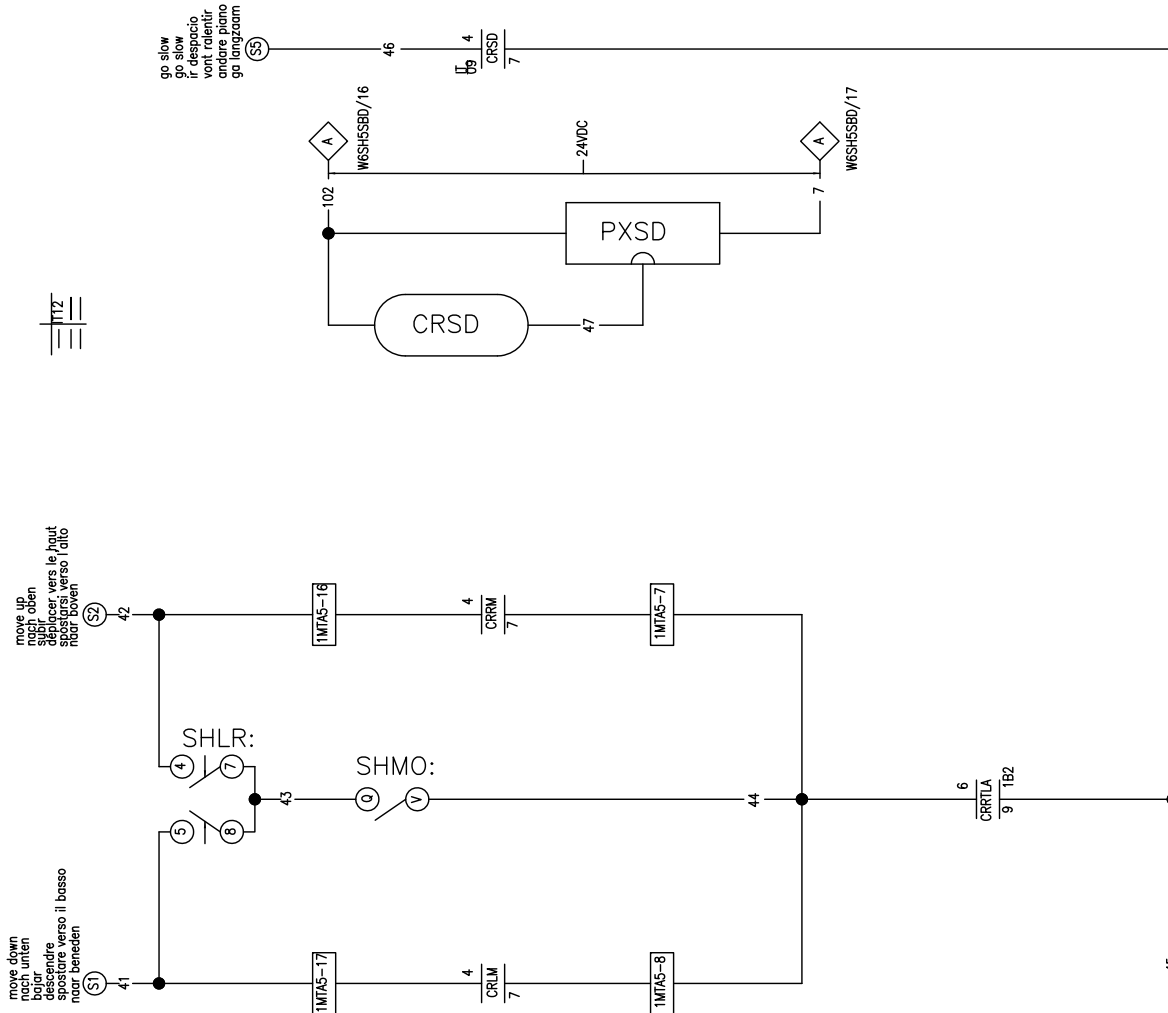 go slow
go slow
ir despacio
vont ralentir
andare piano
ga langzaam
S5
46
4
CRSD
7
A
W6SH5SBD/16
102
24VDC
A
W6SH5SBD/17
7
PXSD
CRSD
47
move up
nach oben
subir
déplacer vers le haut
spostarsi verso l'alto
naar boven
S2
42
1MTA5-16
4
CRRM
7
1MTA5-7
SHLR:
4
7
5
8
43
SHMO:
Q
V
44
6
CRRTLA
9
1B2
move down
nach unten
bajar
descendre
spostare verso il basso
naar beneden
S1
41
1MTA5-17
4
CRLM
7
1MTA5-8